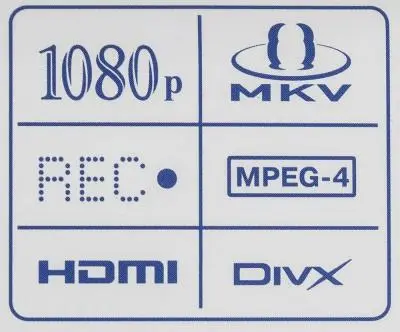 1080p
MKV
REC
MPEG-4
HDMI
DIVX